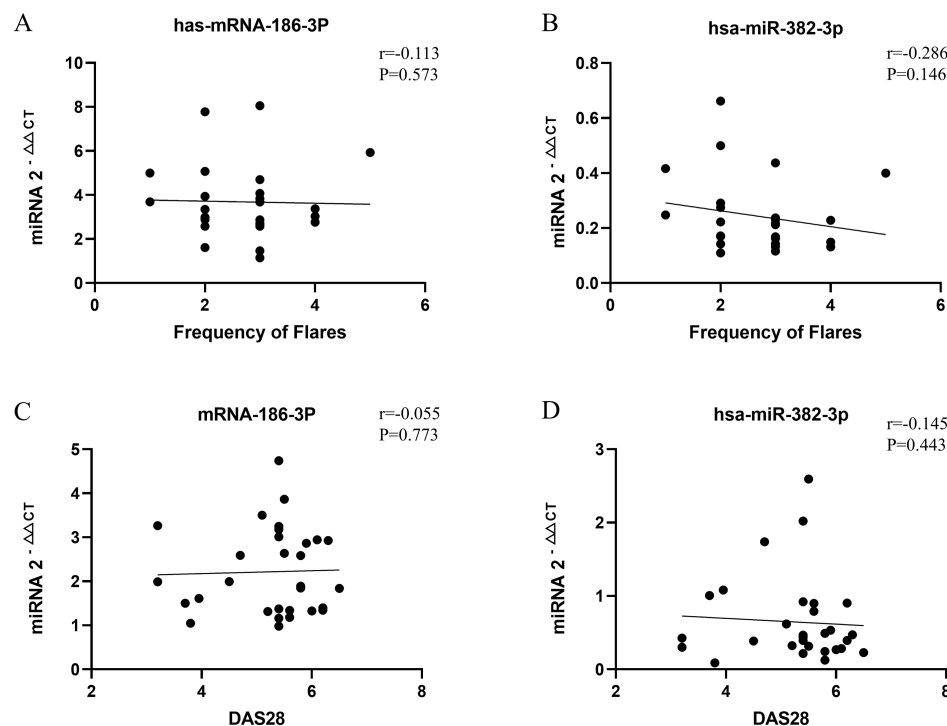 A
has-mRNA-186-3P
r=-0.113
P=0.573
10
8
6
4
2
0
miRNA 2 - △△CT
0 2 4 6
Frequency of Flares
B
hsa-miR-382-3p
r=-0.286
P=0.146
0.8
0.6
0.4
0.2
0.0
miRNA 2 - △△CT
0 2 4 6
Frequency of Flares
C
mRNA-186-3P
r=-0.055
P=0.773
5
4
3
2
1
0
miRNA 2 - △△CT
2 4 6 8
DAS28
D
hsa-miR-382-3p
r=-0.145
P=0.443
3
2
1
0
miRNA 2 - △△CT
2 4 6 8
DAS28